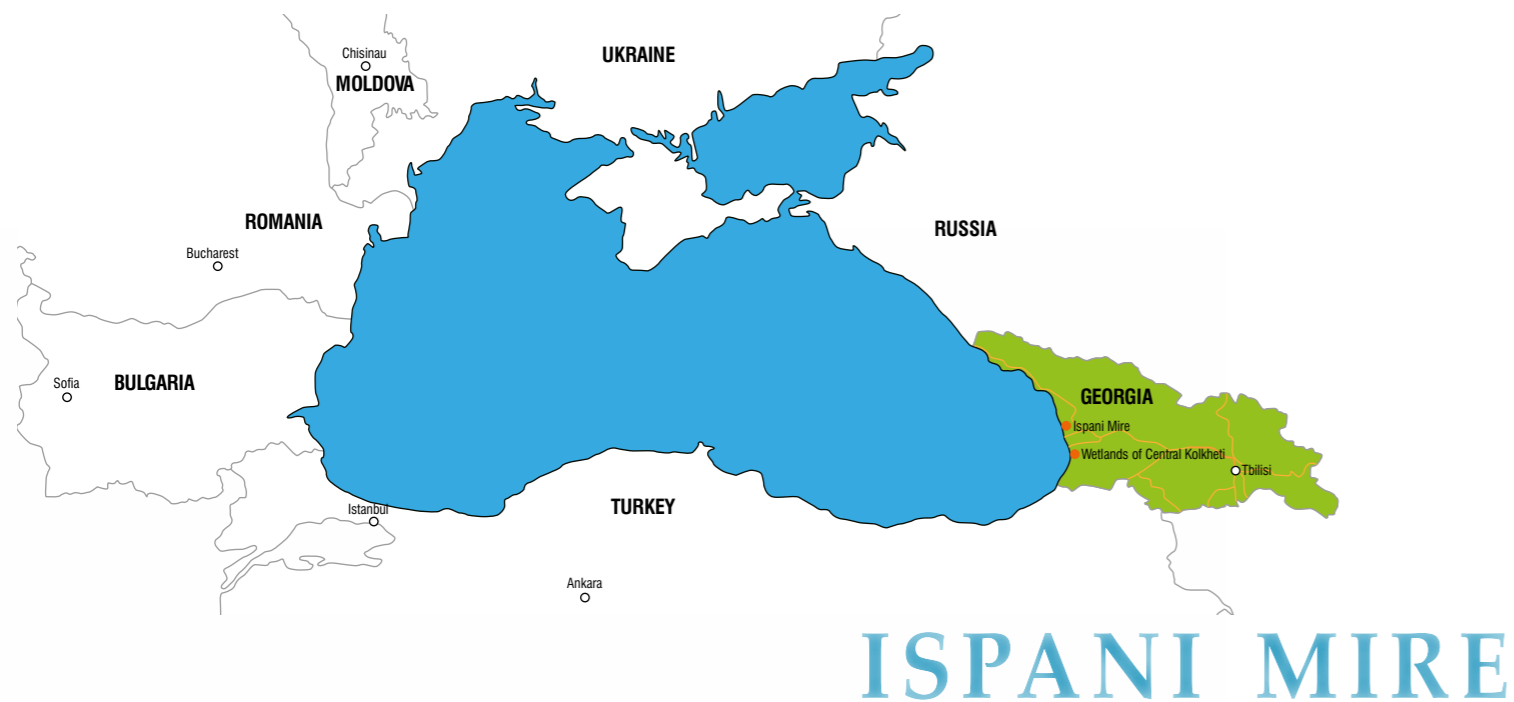 UKRAINE
Chisinau
MOLDOVA
ROMANIA
RUSSIA
Bucharest
Sofia
BULGARIA
GEORGIA
Ispani Mire
Wetlands of Central Kolkheti
Tbilisi
TURKEY
Istanbul
Ankara
ISPANI MIRE